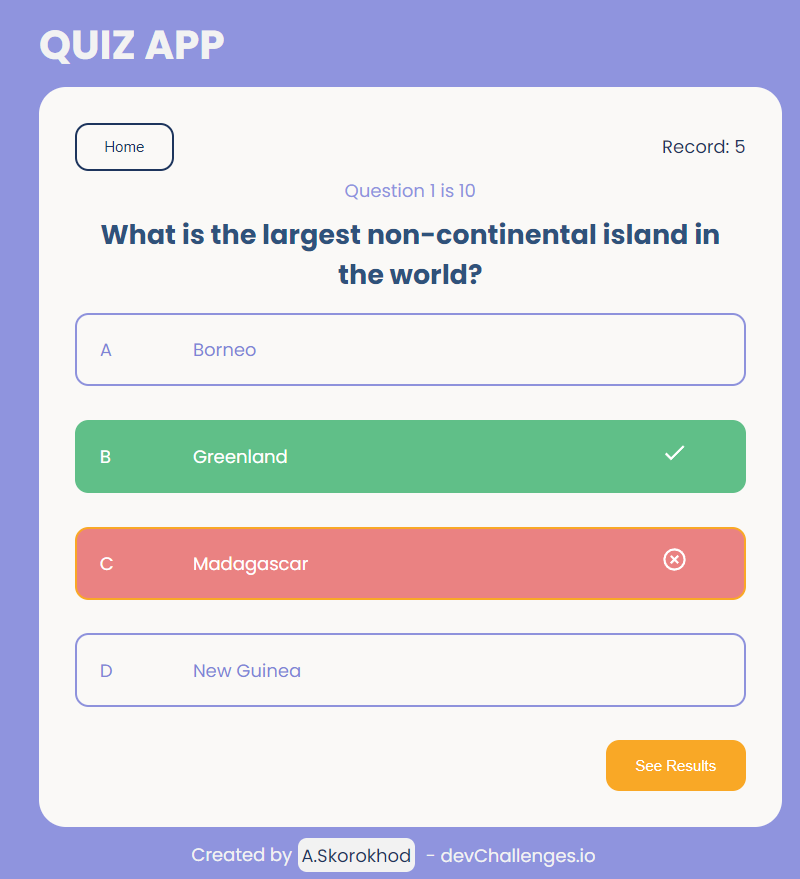 QUIZ APP
Home
Record: 5
Question 1 is 10
What is the largest non-continental island in
the world?
A Borneo
B Greenland
C Madagascar
D New Guinea
See Results
Created by A.Skorokhod - devChallenges.io